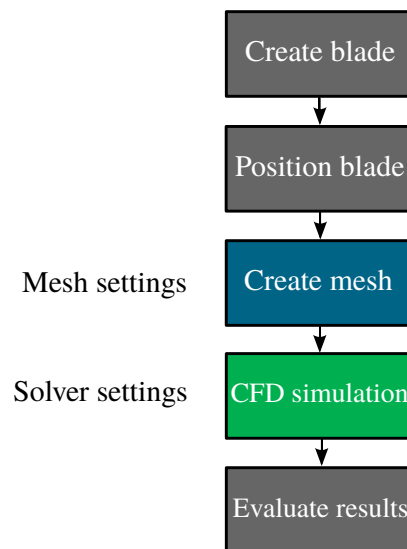 Create blade
Position blade
Mesh settings
Create mesh
Solver settings
CFD simulation
Evaluate results